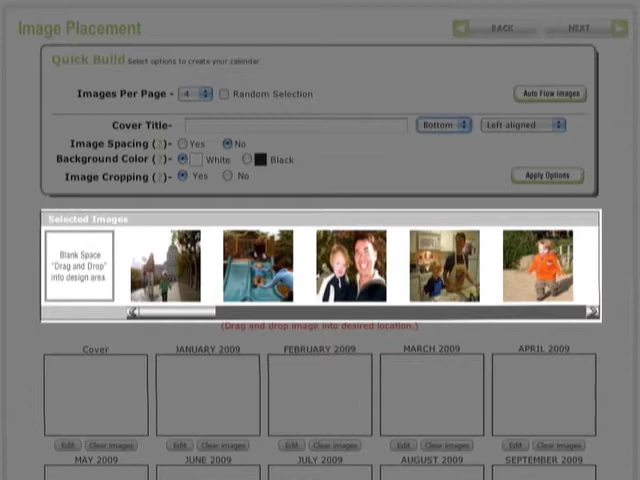 Image Placement
BACK
NEXT
Quick Build Select options to create your calendar
Images Per Page - 4 Random Selection
Auto Flow Images
Cover Title- Bottom Left aligned
Image Spacing (?)- Yes No
Background Color (?)- White Black
Image Cropping (?)- Yes No
Apply Options
Selected Images
Blank Space
"Drag and Drop"
into design area.
(Drag and drop image into desired location.)
Cover JANUARY 2009 FEBRUARY 2009 MARCH 2009 APRIL 2009
Edit Clear Images Edit Clear Images Edit Clear Images Edit Clear Images Edit Clear Images
MAY 2009 JUNE 2009 JULY 2009 AUGUST 2009 SEPTEMBER 2009